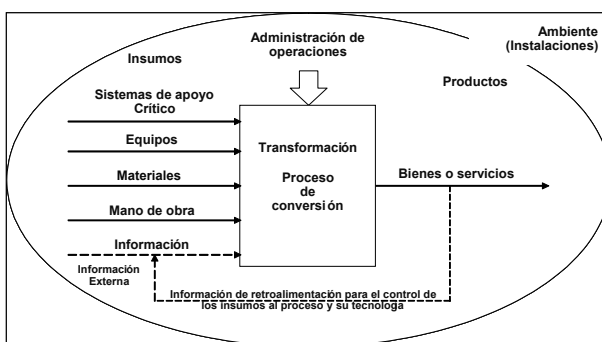 Administración de
operaciones
Ambiente
(Instalaciones)
Insumos
Productos
Sistemas de apoyo
Crítico
Equipos
Materiales
Mano de obra
Información
Información
Externa
Transformación
Proceso
de
conversión
Bienes o servicios
Información de retroalimentación para el control de
los insumos al proceso y su tecnologa